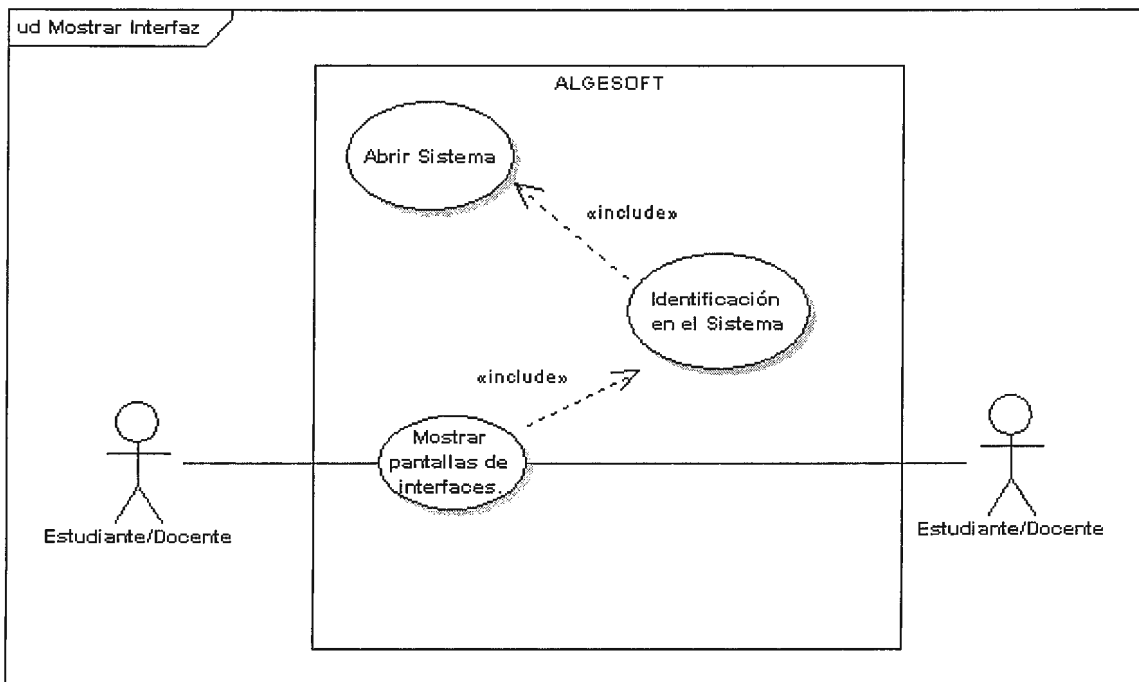 ud Mostrar Interfaz
ALGESOFT
Abrir Sistema
«include»
Identificación
en el Sistema
«include»
Mostrar
pantallas de
interfaces.
Estudiante/Docente
Estudiante/Docente